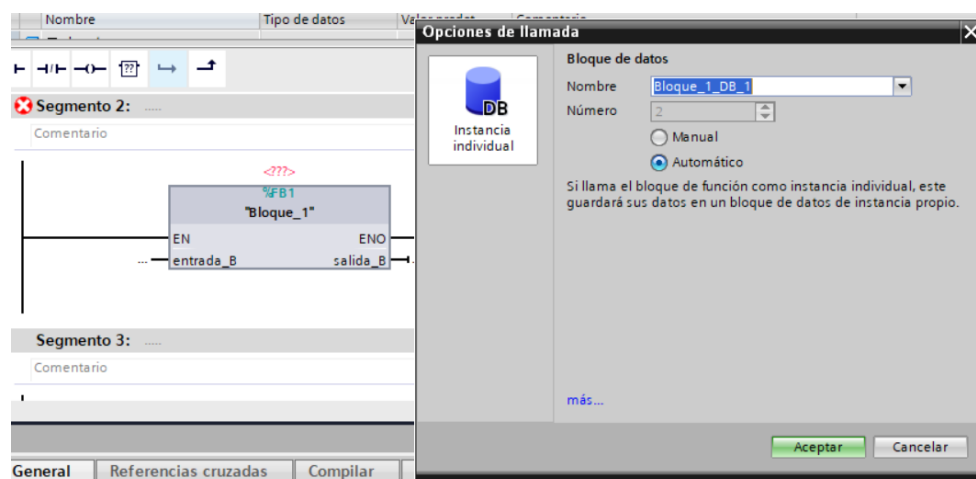 Nombre Tipo de datos
Segmento 2: .....
Comentario
<???>
%FB1
"Bloque_1"
EN ENO
... entrada_B salida_B
Segmento 3: .....
Comentario
General Referencias cruzadas Compilar
Opciones de llamada
DB
Instancia
individual
Bloque de datos
Nombre Bloque_1_DB_1
Número 2
Manual
Automático
Si llama el bloque de función como instancia individual, este
guardará sus datos en un bloque de datos de instancia propio.
más...
Aceptar Cancelar